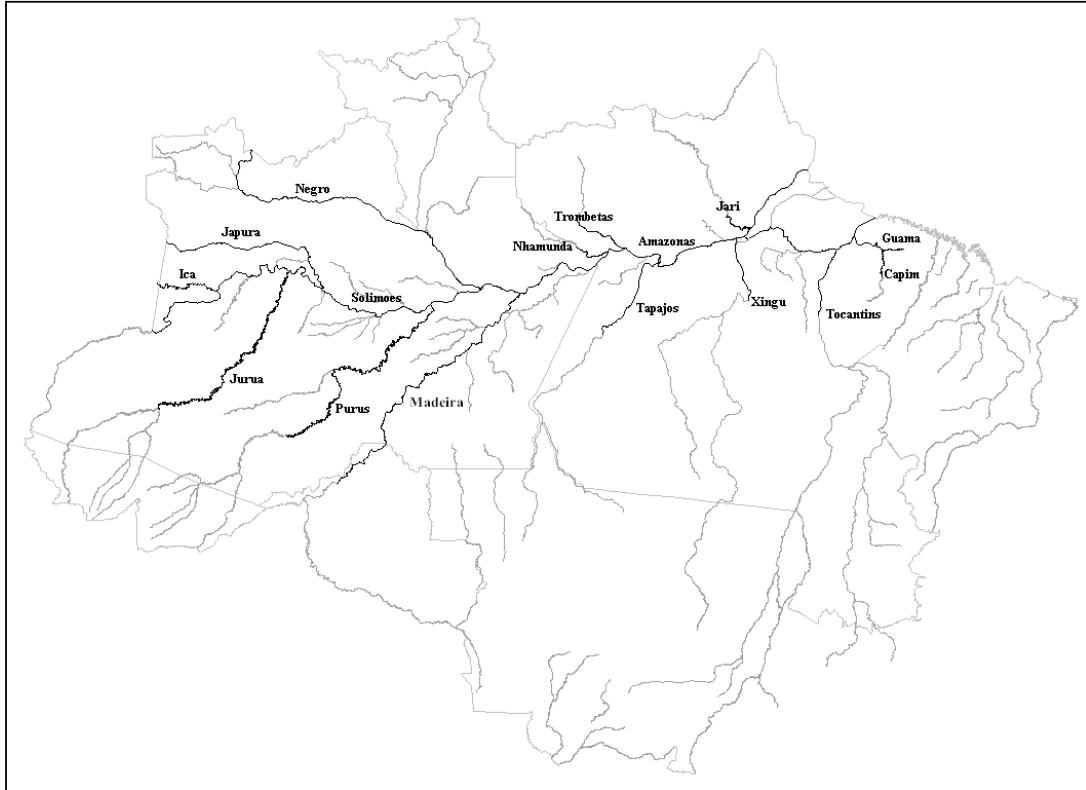 Negro
Jari
Trombetas
Japura
Nhamunda
Amazonas
Guama
Ica
Capim
Solimoes
Tapajos
Xingu
Tocantins
Jurua
Purus
Madeira